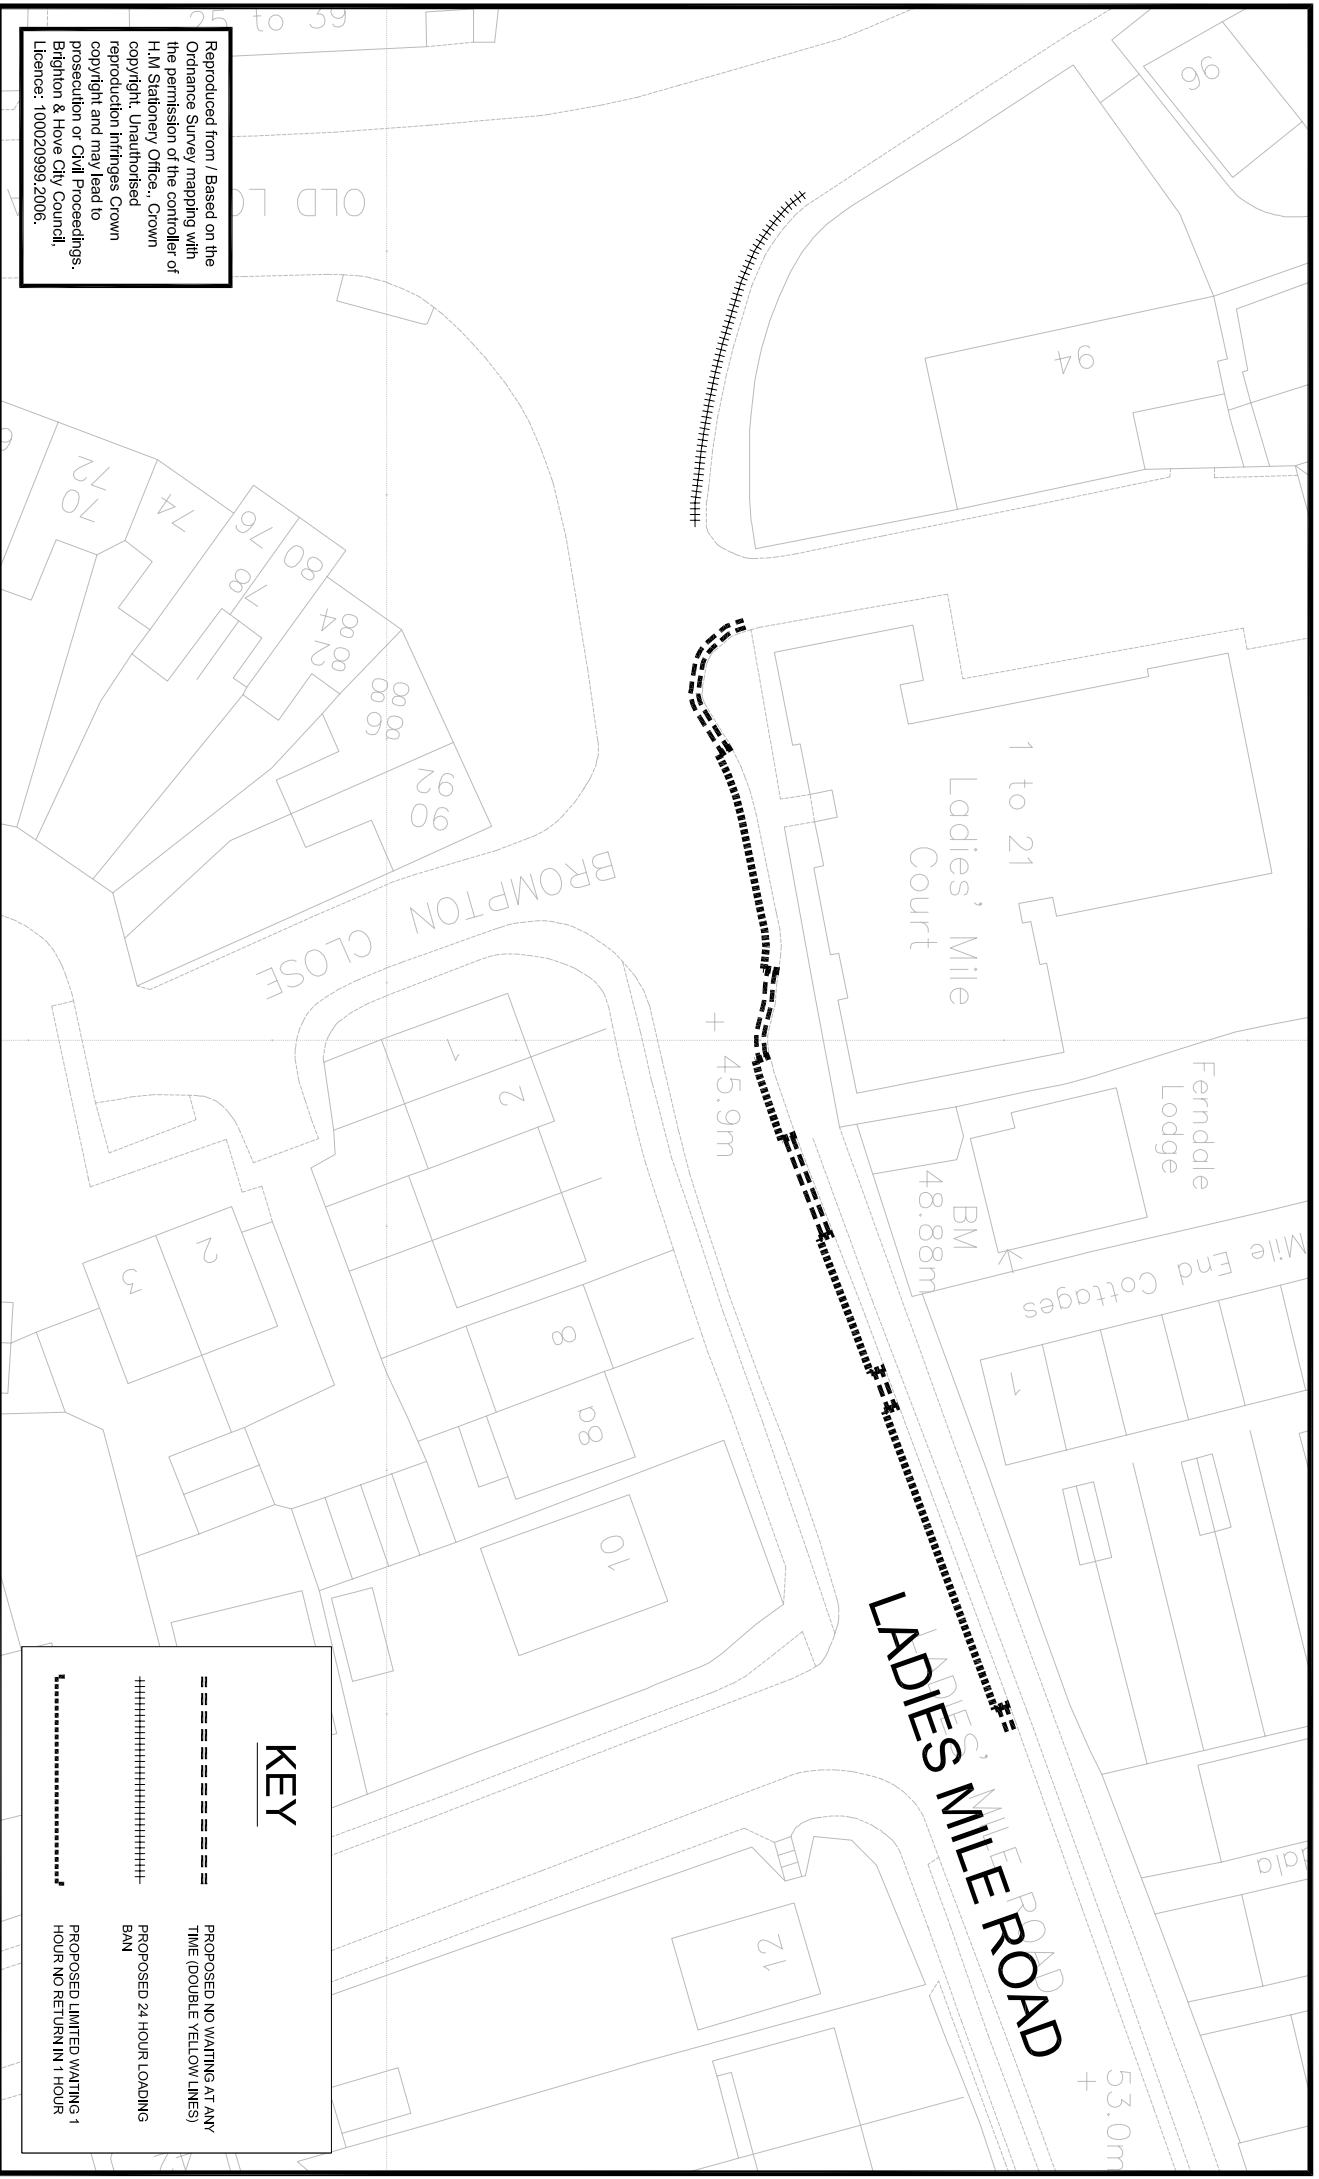 Reproduced from / Based on the
Ordnance Survey mapping with
the permission of the controller of
H.M Stationery Office., Crown
copyright. Unauthorised
reproduction infringes Crown
copyright and may lead to
prosecution or Civil Proceedings.
Brighton & Hove City Council,
Licence: 100020999.2006.
25 to 39
OLD LO
96
94
72
70
74
76
78
80
84
82
88
86
92
90
BROMPTON CLOSE
1 to 21
Ladies' Mile
Court
Ferndale
Lodge
Mile End Cottages
BM
48.88m
45.9m
1
2
2
3
8
8a
10
1
LADIES' MILE ROAD
LADIES MILE ROAD
12
53.0m
KEY
PROPOSED NO WAITING AT ANY
TIME (DOUBLE YELLOW LINES)
PROPOSED 24 HOUR LOADING
BAN
PROPOSED LIMITED WAITING 1
HOUR NO RETURN IN 1 HOUR